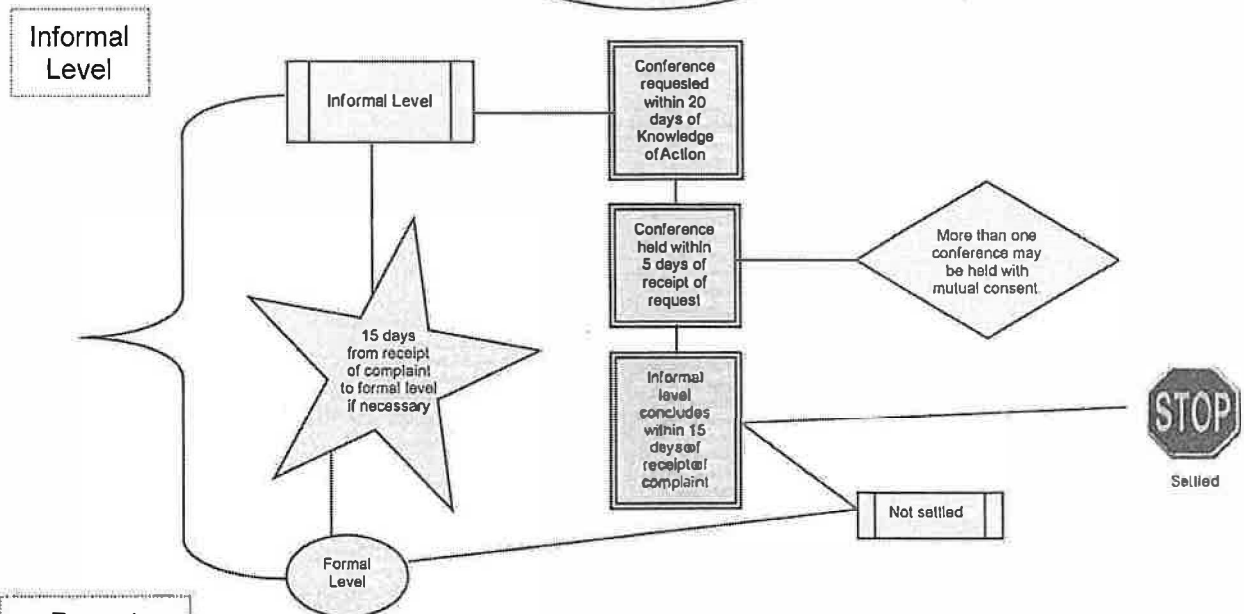 Informal
Level
Informal Level
Conference
requested
within 20
days of
Knowledge
of Action
Conference
held within
5 days of
receipt of
request
More than one
conference may
be held with
mutual consent.
15 days
from receipt
of complaint
to formal level
if necessary
Informal
level
concludes
within 15
days of
receipt of
complaint
STOP
Settled
Not settled
Formal
Level